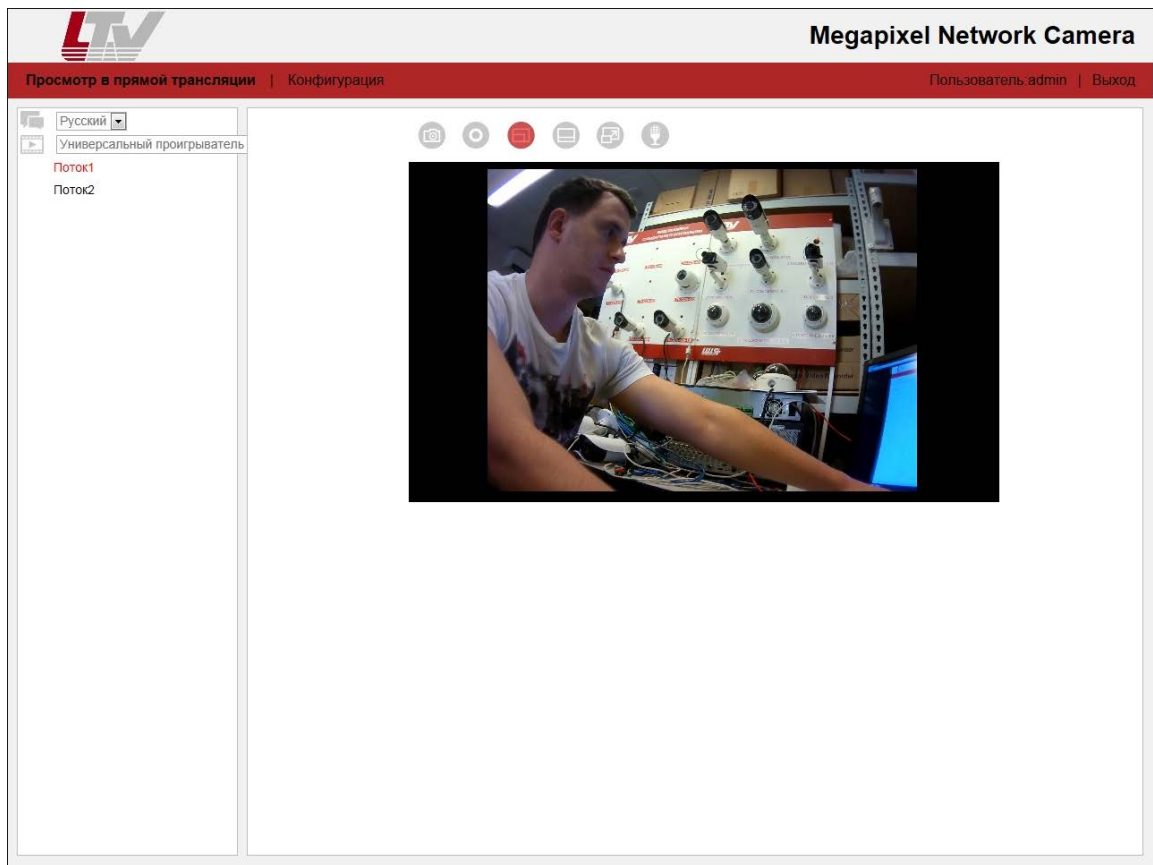 LTV
Megapixel Network Camera
Просмотр в прямой трансляции | Конфигурация
Пользователь:admin | Выход
Русский
Универсальный проигрыватель
Поток1
Поток2